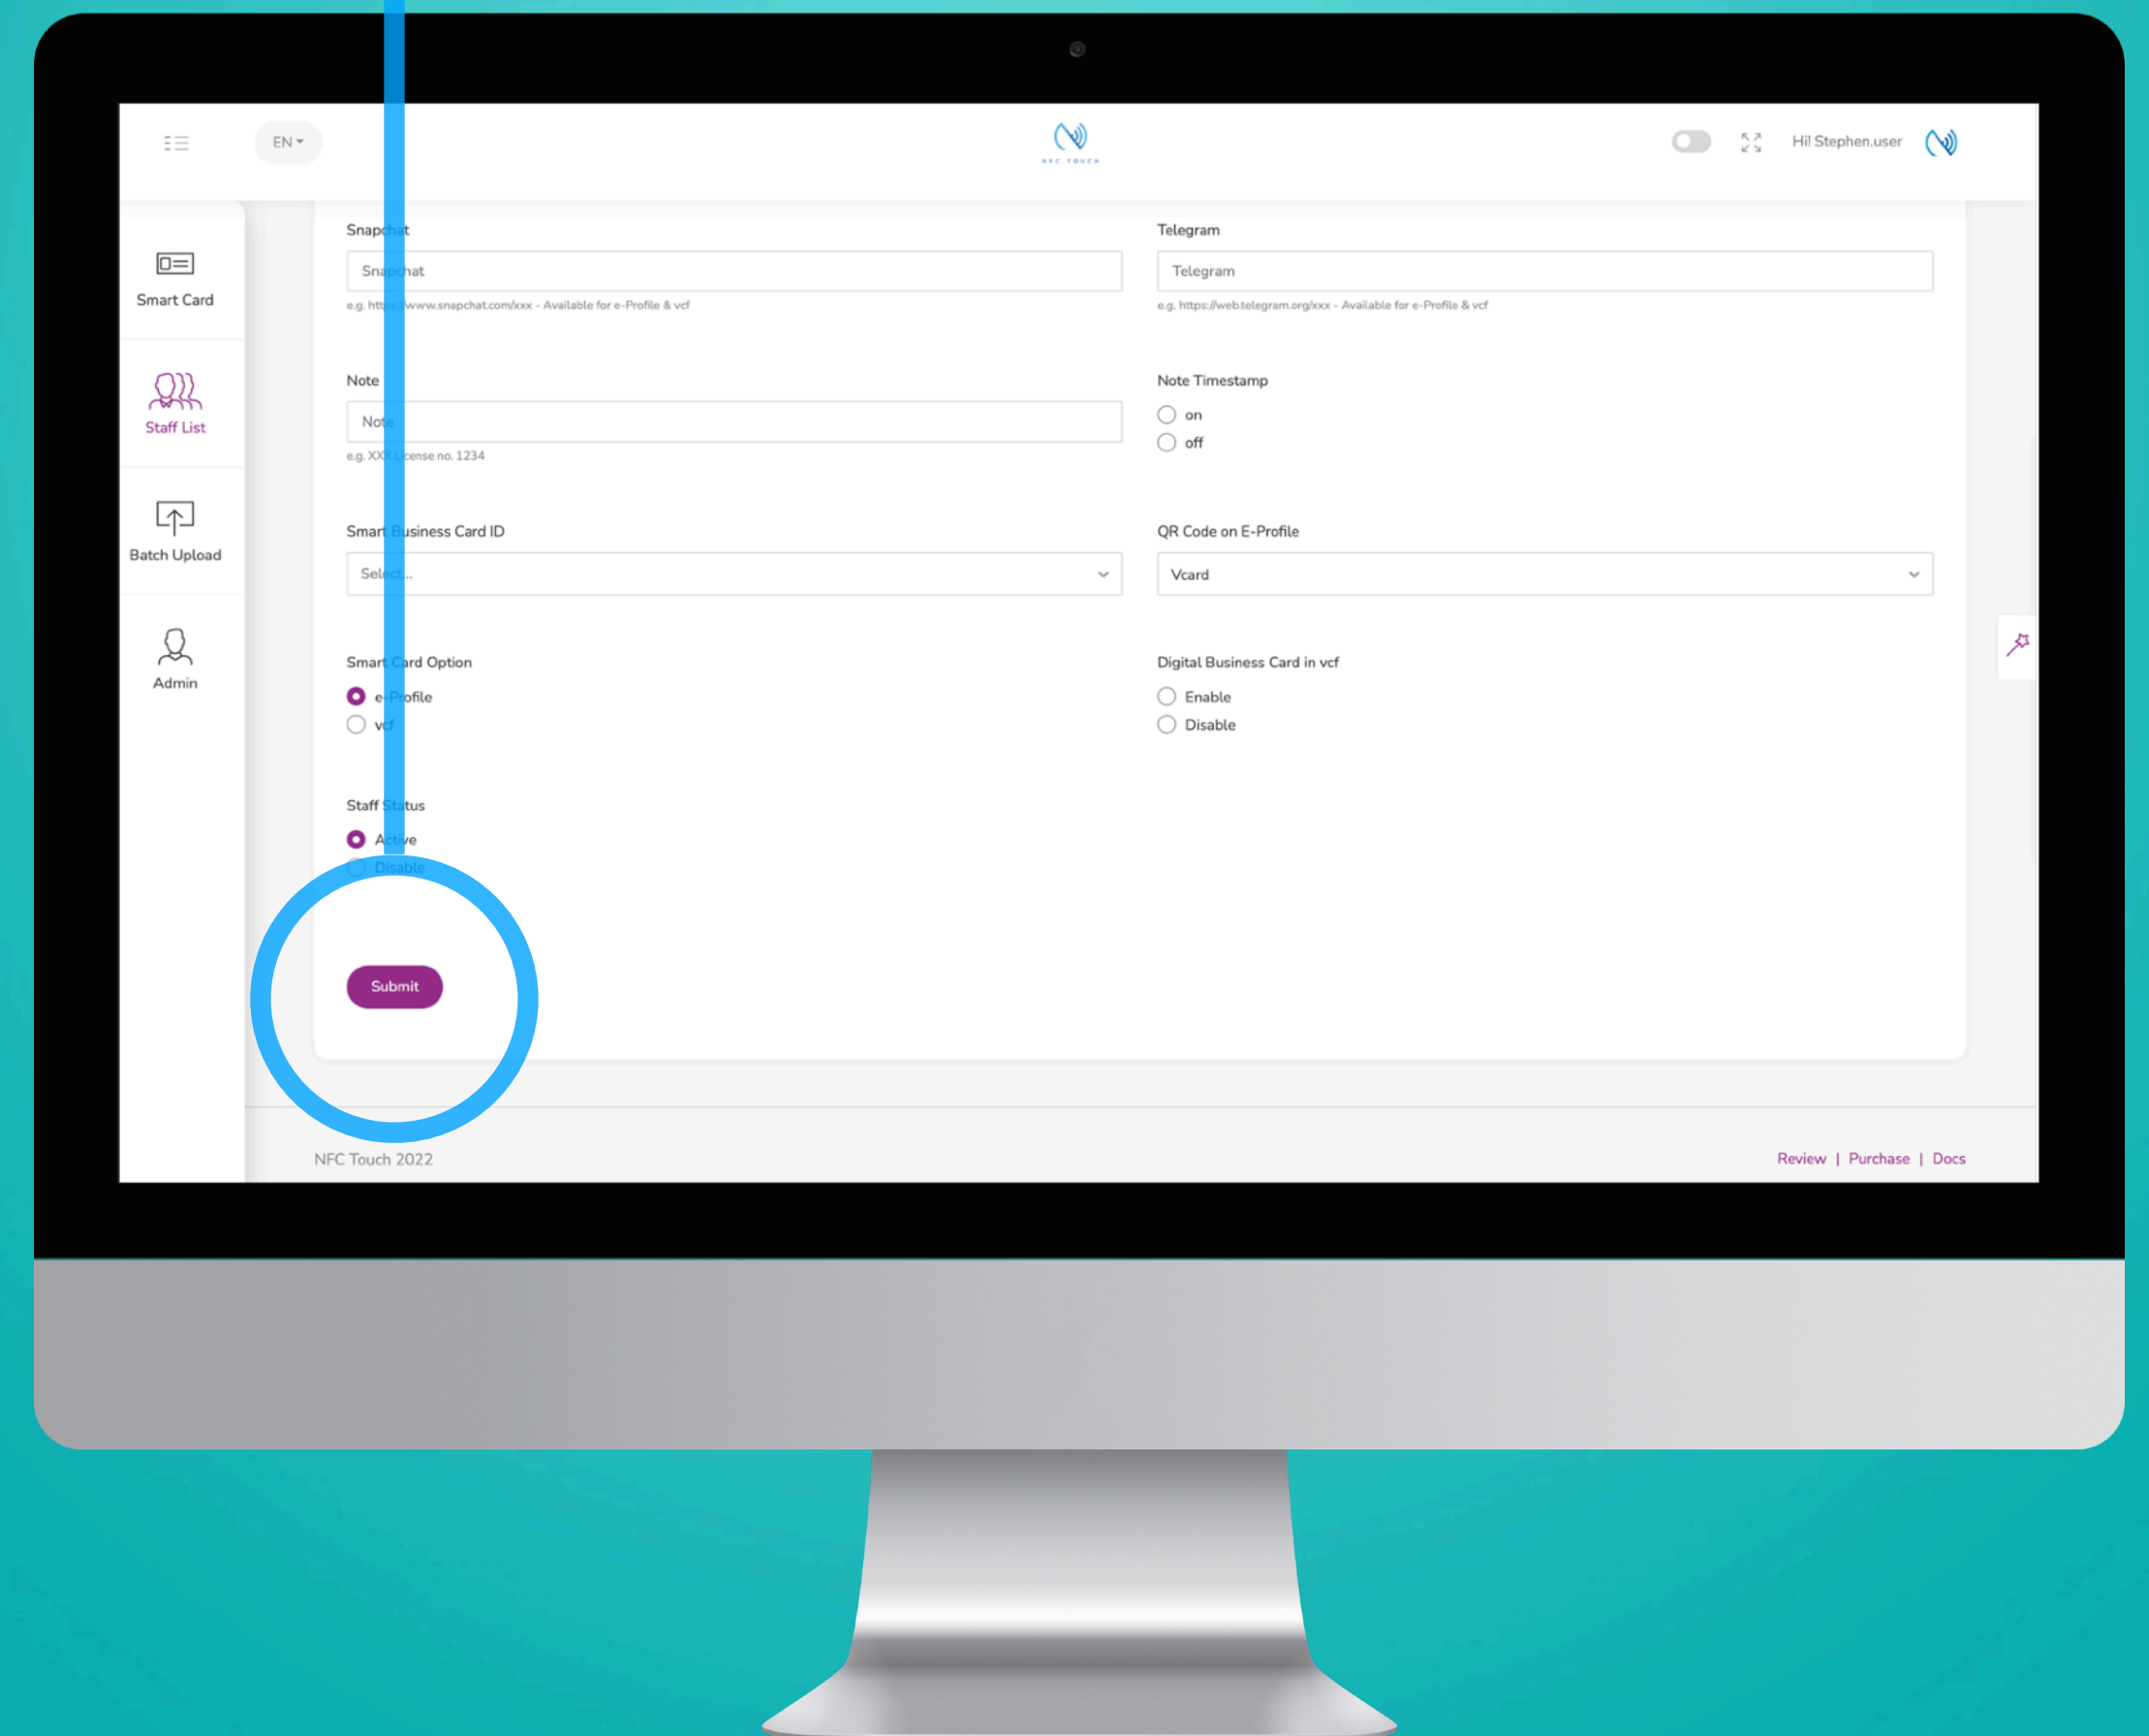 EN
NFC TOUCH
Hi! Stephen.user
Smart Card
Staff List
Batch Upload
Admin
Snapchat
Snapchat
e.g. https://www.snapchat.com/xxx - Available for e-Profile & vcf
Telegram
Telegram
e.g. https://web.telegram.org/xxx - Available for e-Profile & vcf
Note
Note
e.g. XXX License no. 1234
Note Timestamp
on
off
Smart Business Card ID
Select...
QR Code on E-Profile
Vcard
Smart Card Option
e-Profile
vcf
Digital Business Card in vcf
Enable
Disable
Staff Status
Active
Disable
Submit
NFC Touch 2022
Review | Purchase | Docs